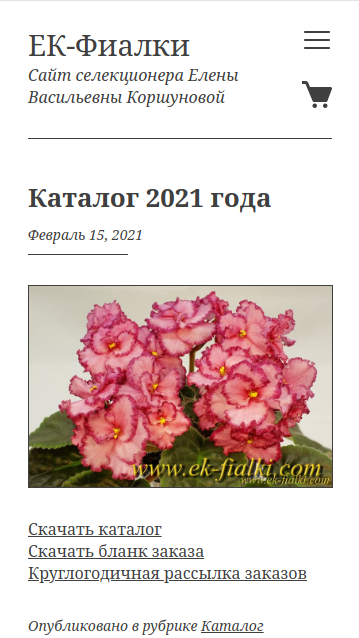 ЕК-Фиалки
Сайт селекционера Елены
Васильевны Коршуновой
Каталог 2021 года
Февраль 15, 2021
www.ek-fialki.com
www.ek-fialki.com
Скачать каталог
Скачать бланк заказа
Круглогодичная рассылка заказов
Опубликовано в рубрике Каталог